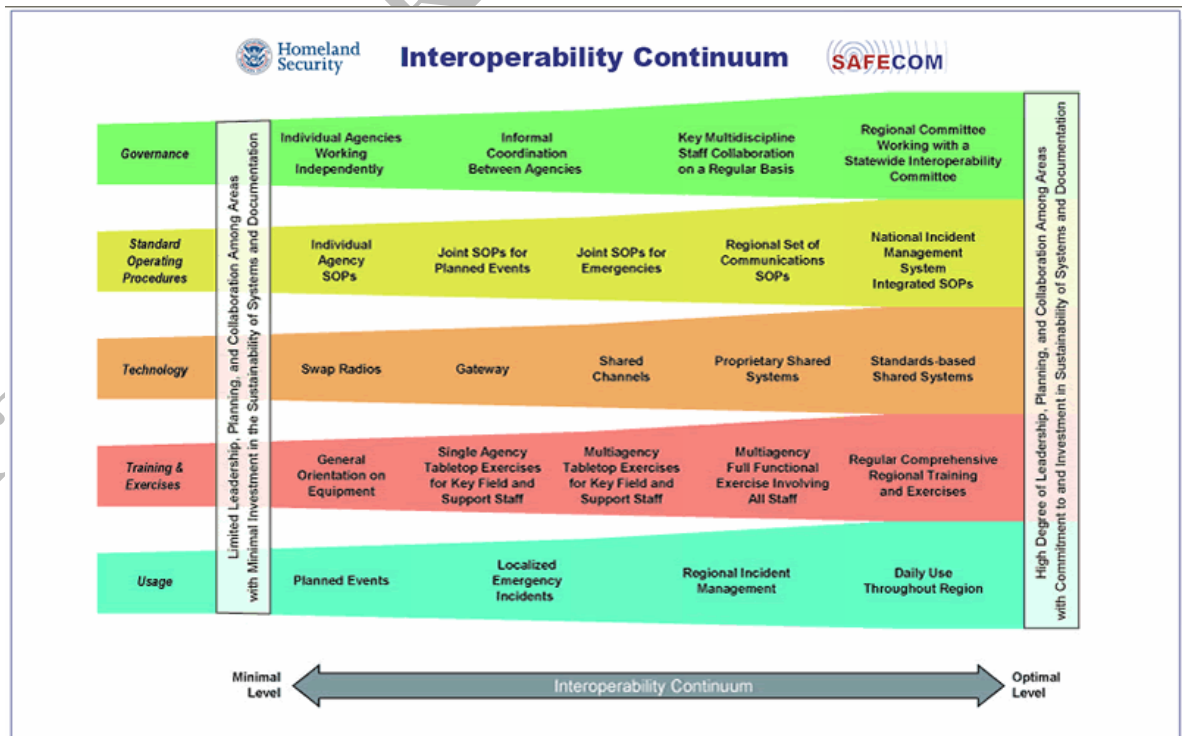 Homeland
Security
Interoperability Continuum
SAFECOM
Governance
Individual Agencies
Working
Independently
Informal
Coordination
Between Agencies
Key Multidiscipline
Staff Collaboration
on a Regular Basis
Regional Committee
Working with a
Statewide Interoperability
Committee
Standard
Operating
Procedures
Individual
Agency
SOPs
Joint SOPs for
Planned Events
Joint SOPs for
Emergencies
Regional Set of
Communications
SOPs
National Incident
Management
System
Integrated SOPs
Technology
Swap Radios
Gateway
Shared
Channels
Proprietary Shared
Systems
Standards-based
Shared Systems
Training &
Exercises
General
Orientation on
Equipment
Single Agency
Tabletop Exercises
for Key Field and
Support Staff
Multiagency
Tabletop Exercises
for Key Field and
Support Staff
Multiagency
Full Functional
Exercise Involving
All Staff
Regular Comprehensive
Regional Training
and Exercises
Usage
Planned Events
Localized
Emergency
Incidents
Regional Incident
Management
Daily Use
Throughout Region
Limited Leadership, Planning, and Collaboration Among Areas
with Minimal Investment in the Sustainability of Systems and Documentation
High Degree of Leadership, Planning, and Collaboration Among Areas
with Commitment to and Investment in Sustainability of Systems and Documentation
Minimal
Level
Interoperability Continuum
Optimal
Level